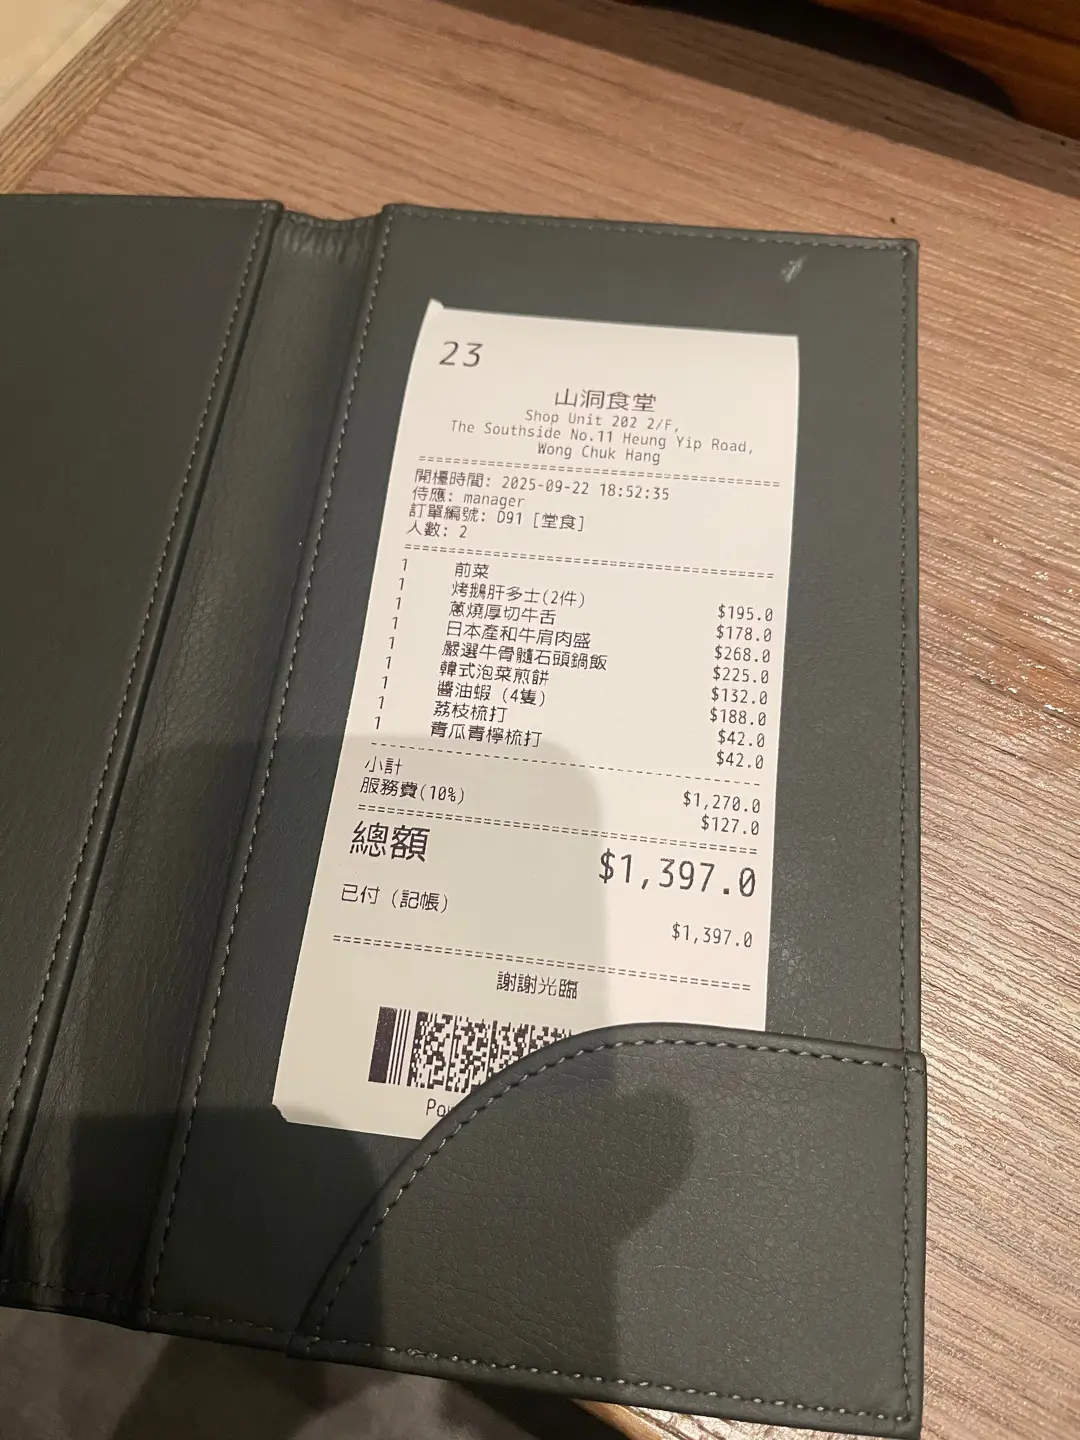 23
山洞食堂
Shop Unit 202 2/F,
The Southside No.11 Heung Yip Road,
Wong Chuk Hang
開檯時間: 2025-09-22 18:52:35
侍應: manager
訂單編號: D91 [堂食]
人數: 2
1 前菜
1 烤鵝肝多士(2件) $195.0
1 蔥燒厚切牛舌 $178.0
1 日本產和牛肩肉盛 $268.0
1 嚴選牛骨髓石頭鍋飯 $225.0
1 韓式泡菜煎餅 $132.0
1 醬油蝦 (4隻) $188.0
1 荔枝梳打 $42.0
1 青瓜青檸梳打 $42.0
小計 $1,270.0
服務費(10%) $127.0
總額 $1,397.0
已付 (記帳) $1,397.0
謝謝光臨